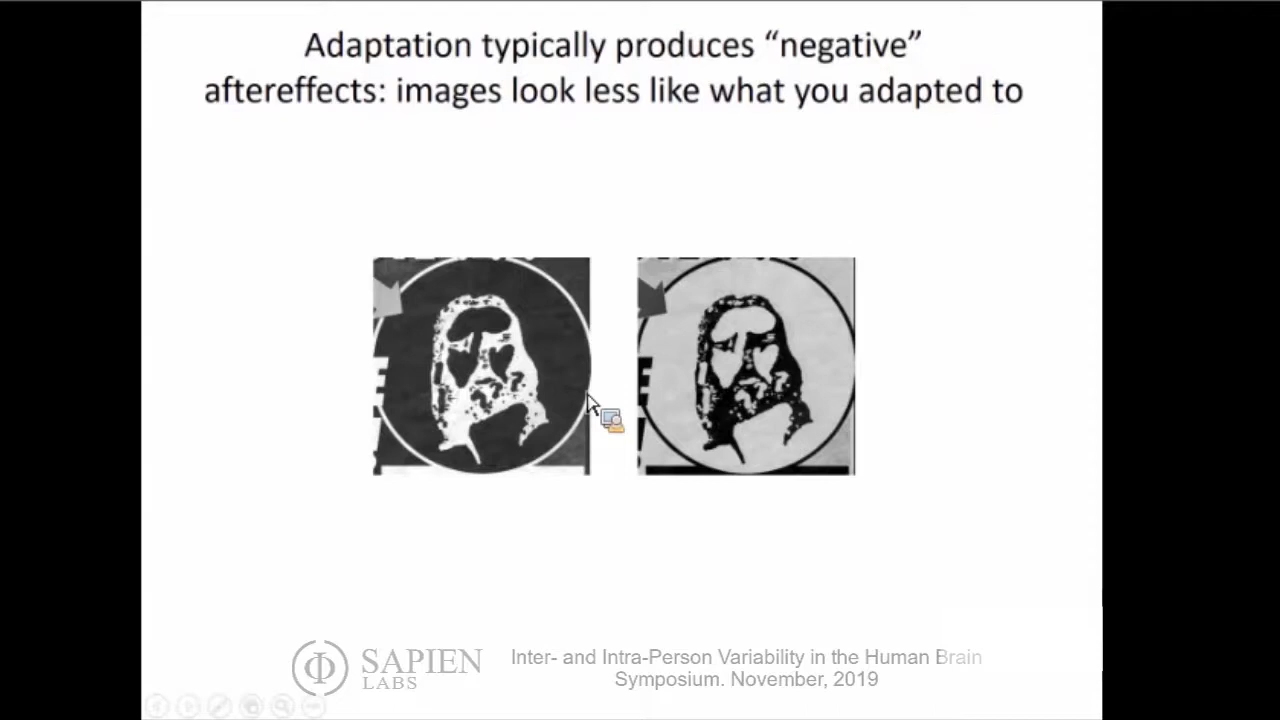 Adaptation typically produces “negative”
aftereffects: images look less like what you adapted to
SAPIEN
LABS
Inter- and Intra-Person Variability in the Human Brain
Symposium. November, 2019